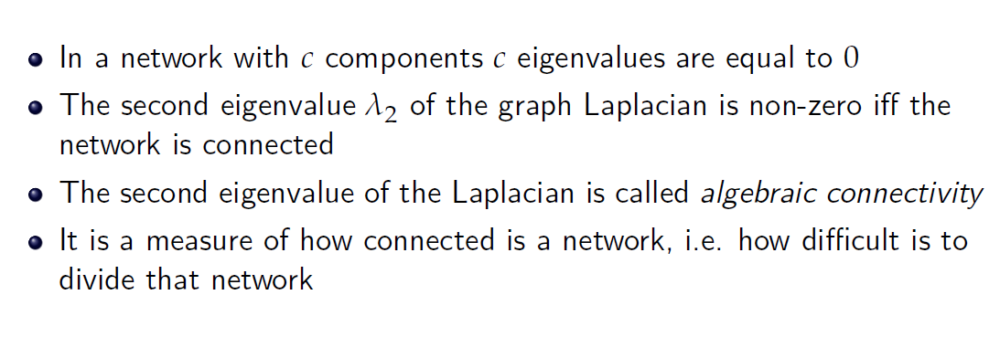 • In a network with c components c eigenvalues are equal to 0
• The second eigenvalue λ₂ of the graph Laplacian is non-zero iff the
network is connected
• The second eigenvalue of the Laplacian is called algebraic connectivity
• It is a measure of how connected is a network, i.e. how difficult is to
divide that network